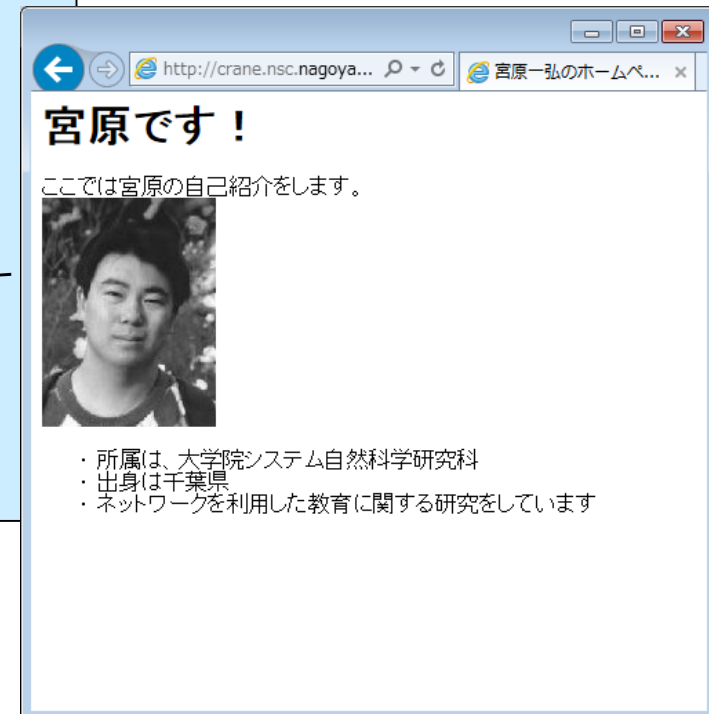 http://crane.nsc.nagoya...
宮原一弘のホームペ...
宮原です！
ここでは宮原の自己紹介をします。
・所属は、大学院システム自然科学研究科
・出身は千葉県
・ネットワークを利用した教育に関する研究をしています